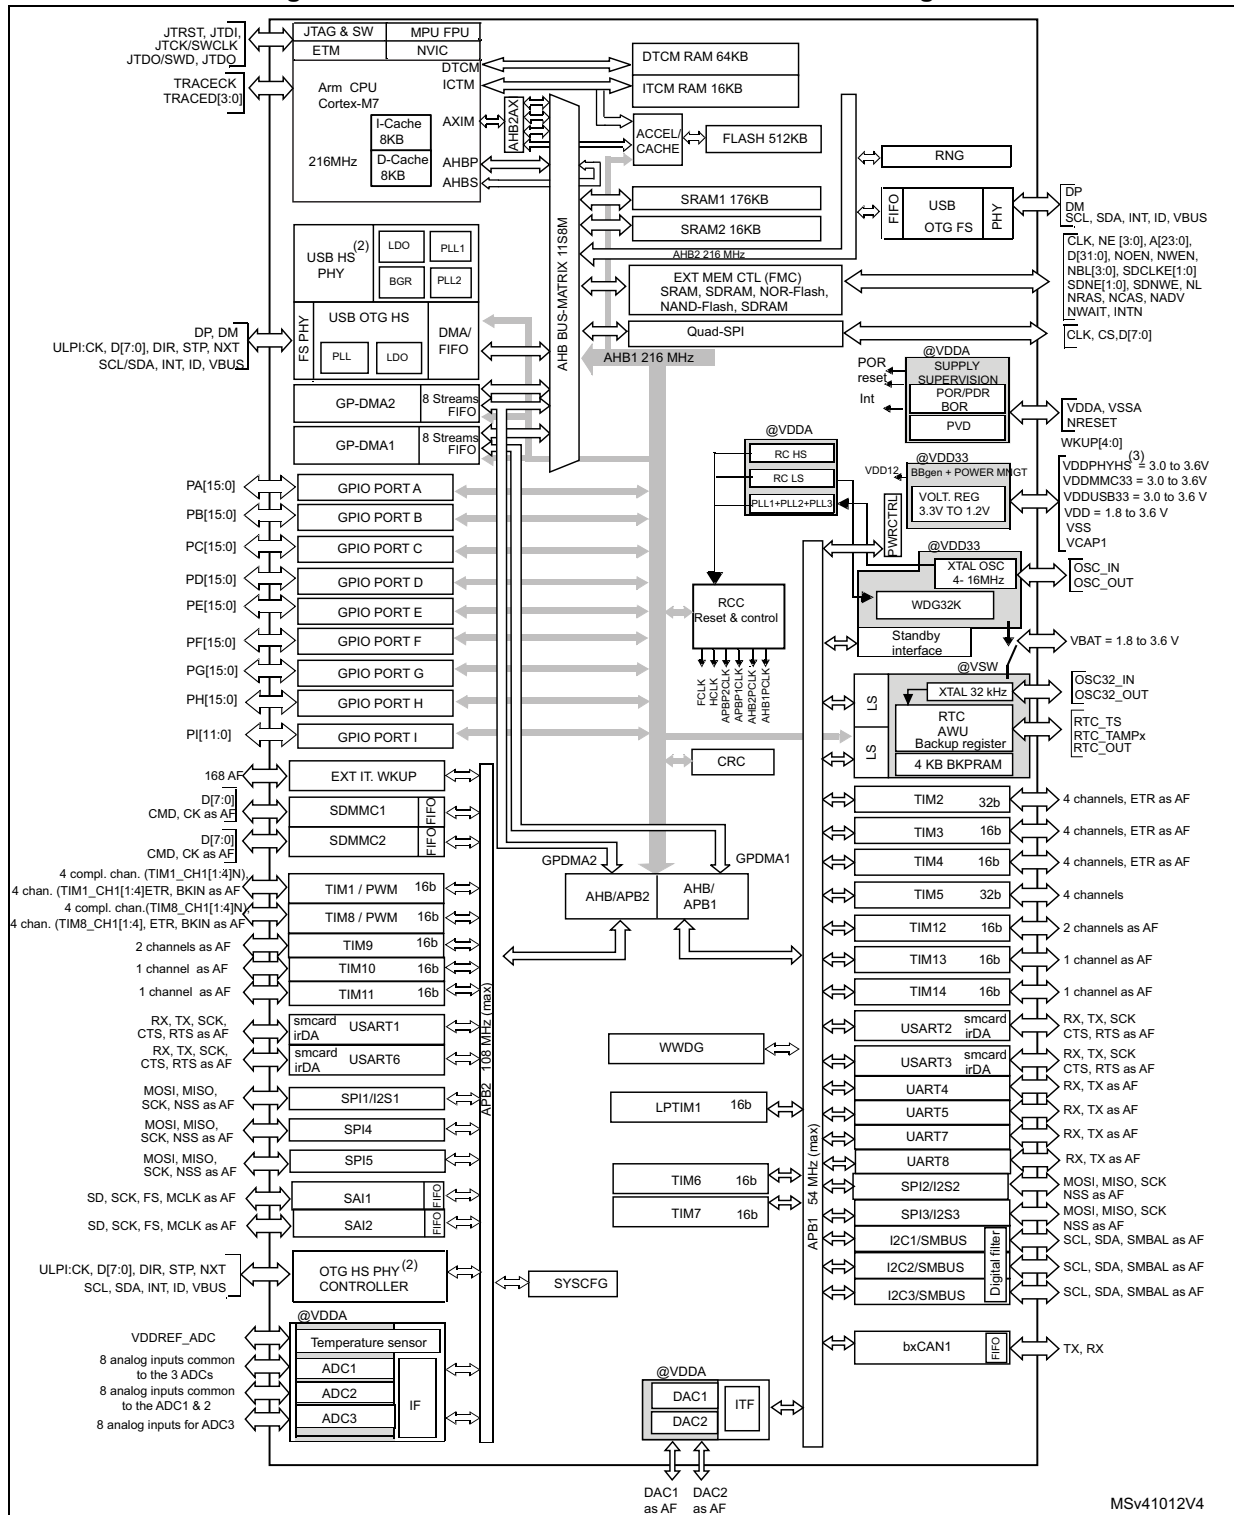 JTRST, JTDI,
JTCK/SWCLK
JTDO/SWD, JTDO
TRACECK
TRACED[3:0]
JTAG & SW
MPU FPU
ETM
NVIC
DTCM
ICTM
Arm CPU
Cortex-M7
AXIM
I-Cache
8KB
D-Cache
8KB
216MHz
AHBP
AHBS
AHB2AX
DTCM RAM 64KB
ITCM RAM 16KB
ACCEL/
CACHE
FLASH 512KB
SRAM1 176KB
SRAM2 16KB
AHB2 216 MHz
EXT MEM CTL (FMC)
SRAM, SDRAM, NOR-Flash,
NAND-Flash, SDRAM
Quad-SPI
AHB BUS-MATRIX 11S8M
AHB1 216 MHz
RNG
FIFO
USB
OTG FS
PHY
DP
DM
SCL, SDA, INT, ID, VBUS
CLK, NE [3:0], A[23:0],
D[31:0], NOEN, NWEN,
NBL[3:0], SDCLKE[1:0]
SDNE[1:0], SDNWE, NL
NRAS, NCAS, NADV
NWAIT, INTN
CLK, CS,D[7:0]
USB HS
PHY
(2)
LDO
PLL1
BGR
PLL2
FS PHY
USB OTG HS
PLL
LDO
DMA/
FIFO
DP, DM
ULPI:CK, D[7:0], DIR, STP, NXT
SCL/SDA, INT, ID, VBUS
GP-DMA2
8 Streams
FIFO
GP-DMA1
8 Streams
FIFO
@VDDA
POR
reset
Int
SUPPLY
SUPERVISION
POR/PDR
BOR
PVD
VDDA, VSSA
NRESET
WKUP[4:0]
@VDDA
RC HS
RC LS
PLL1+PLL2+PLL3
@VDD33
VDD12
BBgen + POWER MNGT
VOLT. REG
3.3V TO 1.2V
PWRCTRL
(3)
VDDPHYHS = 3.0 to 3.6V
VDDMMC33 = 3.0 to 3.6V
VDDUSB33 = 3.0 to 3.6 V
VDD = 1.8 to 3.6 V
VSS
VCAP1
@VDD33
XTAL OSC
4- 16MHz
WDG32K
Standby
interface
OSC_IN
OSC_OUT
VBAT = 1.8 to 3.6 V
@VSW
LS
LS
XTAL 32 kHz
RTC
AWU
Backup register
4 KB BKPRAM
OSC32_IN
OSC32_OUT
RTC_TS
RTC_TAMPx
RTC_OUT
RCC
Reset & control
FCLK
HCLK
APBP2CLK
APBP1CLK
AHB2PCLK
AHB1PCLK
CRC
PA[15:0]
GPIO PORT A
PB[15:0]
GPIO PORT B
PC[15:0]
GPIO PORT C
PD[15:0]
GPIO PORT D
PE[15:0]
GPIO PORT E
PF[15:0]
GPIO PORT F
PG[15:0]
GPIO PORT G
PH[15:0]
GPIO PORT H
PI[11:0]
GPIO PORT I
168 AF
EXT IT. WKUP
D[7:0]
CMD, CK as AF
SDMMC1
FIFO
D[7:0]
CMD, CK as AF
SDMMC2
FIFO
GPDMA2
GPDMA1
AHB/APB2
AHB/
APB1
4 compl. chan. (TIM1_CH1[1:4]N),
4 chan. (TIM1_CH1[1:4]ETR, BKIN as AF
TIM1 / PWM 16b
4 compl. chan.(TIM8_CH1[1:4]N),
4 chan. (TIM8_CH1[1:4], ETR, BKIN as AF
TIM8 / PWM 16b
2 channels as AF
TIM9 16b
1 channel as AF
TIM10 16b
1 channel as AF
TIM11 16b
RX, TX, SCK,
CTS, RTS as AF
smcard
irDA
USART1
RX, TX, SCK,
CTS, RTS as AF
smcard
irDA
USART6
MOSI, MISO,
SCK, NSS as AF
SPI1/I2S1
MOSI, MISO,
SCK, NSS as AF
SPI4
MOSI, MISO,
SCK, NSS as AF
SPI5
SD, SCK, FS, MCLK as AF
SAI1
FIFO
SD, SCK, FS, MCLK as AF
SAI2
FIFO
ULPI:CK, D[7:0], DIR, STP, NXT
SCL, SDA, INT, ID, VBUS
OTG HS PHY (2)
CONTROLLER
SYSCFG
@VDDA
VDDREF_ADC
Temperature sensor
8 analog inputs common
to the 3 ADCs
ADC1
8 analog inputs common
to the ADC1 & 2
ADC2
8 analog inputs for ADC3
ADC3
IF
APB2 108 MHz (max)
WWDG
LPTIM1 16b
TIM6 16b
TIM7 16b
APB1 54 MHz (max)
TIM2 32b
4 channels, ETR as AF
TIM3 16b
4 channels, ETR as AF
TIM4 16b
4 channels, ETR as AF
TIM5 32b
4 channels
TIM12 16b
2 channels as AF
TIM13 16b
1 channel as AF
TIM14 16b
1 channel as AF
USART2
smcard
irDA
RX, TX, SCK
CTS, RTS as AF
USART3
smcard
irDA
RX, TX, SCK
CTS, RTS as AF
UART4
RX, TX as AF
UART5
RX, TX as AF
UART7
RX, TX as AF
UART8
RX, TX as AF
SPI2/I2S2
MOSI, MISO, SCK
NSS as AF
SPI3/I2S3
MOSI, MISO, SCK
NSS as AF
I2C1/SMBUS
SCL, SDA, SMBAL as AF
I2C2/SMBUS
SCL, SDA, SMBAL as AF
I2C3/SMBUS
SCL, SDA, SMBAL as AF
Digital filter
bxCAN1
FIFO
TX, RX
@VDDA
DAC1
DAC2
ITF
DAC1
as AF
DAC2
as AF
MSv41012V4